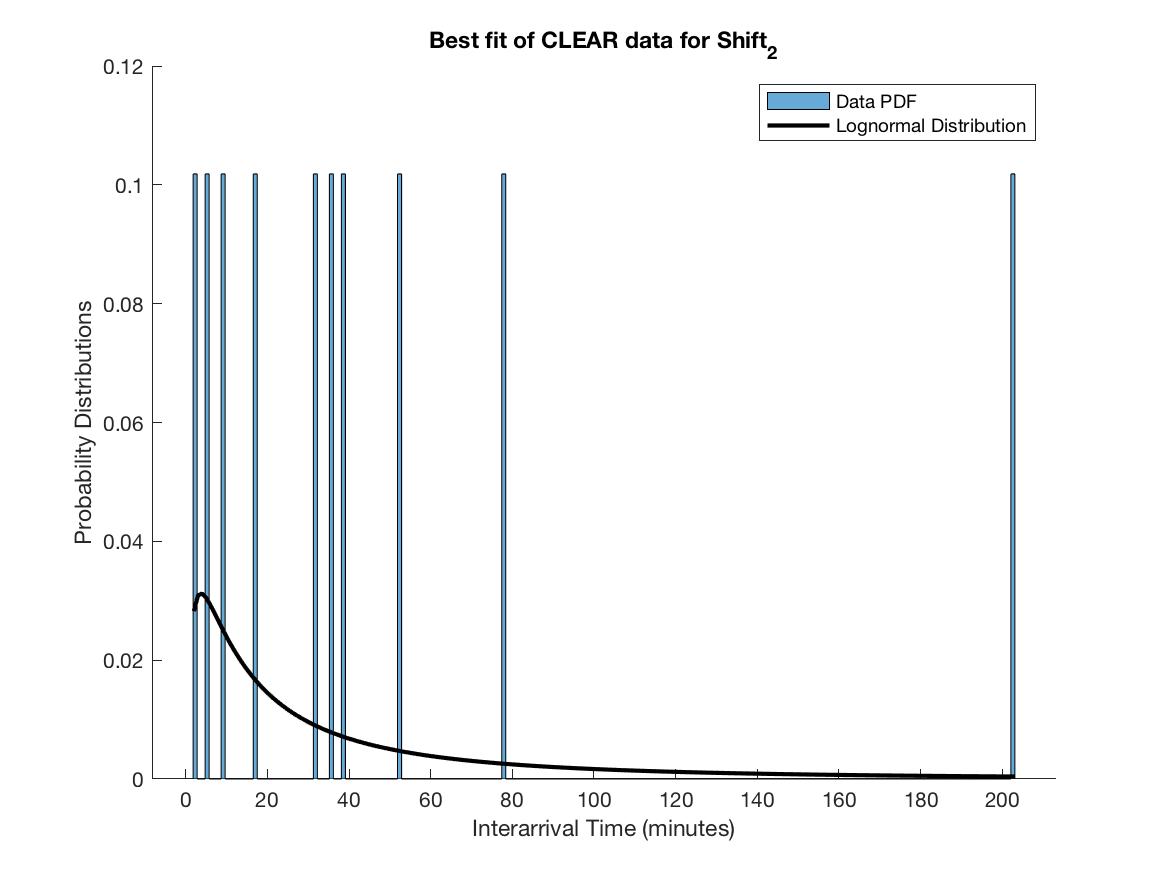 Best fit of CLEAR data for Shift2
0.12
0.1
0.08
0.06
0.04
0.02
0
Data PDF
Lognormal Distribution
Probability Distributions
0 20 40 60 80 100 120 140 160 180 200
Interarrival Time (minutes)